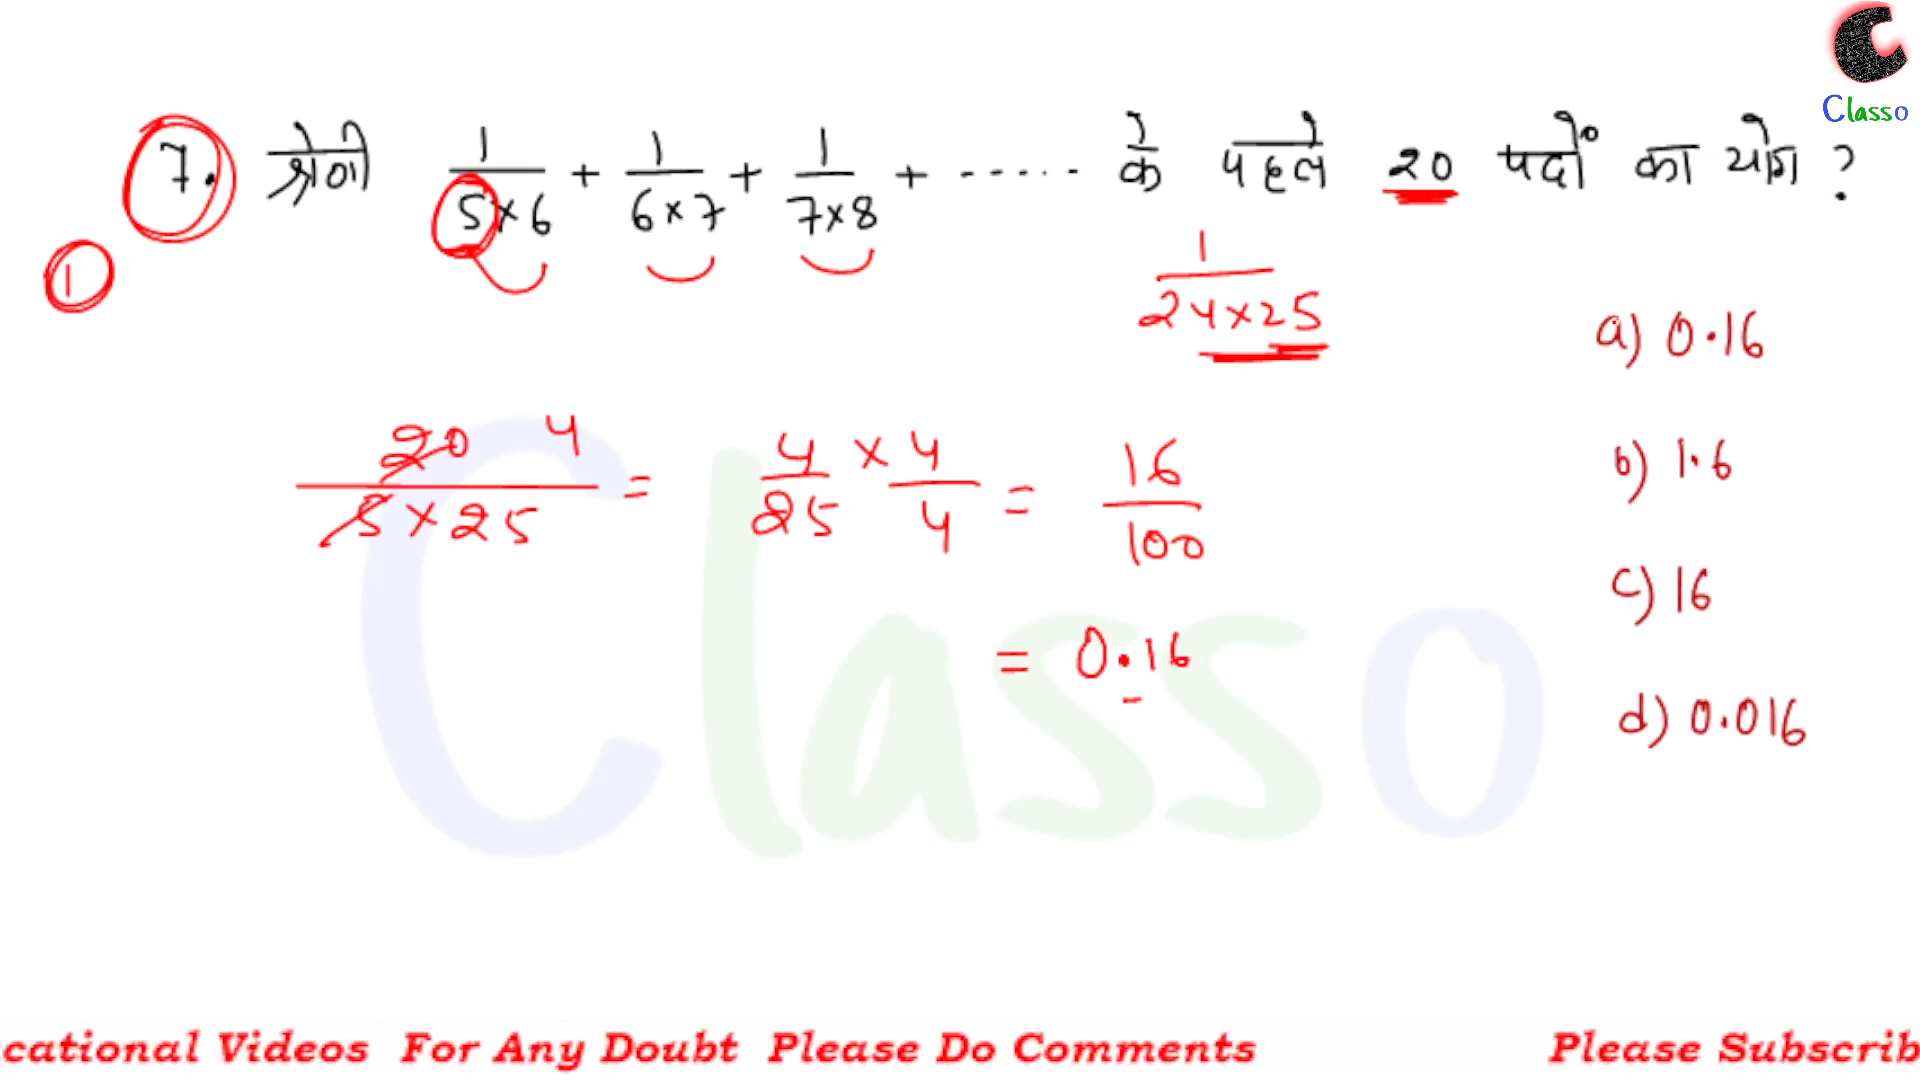 Classo
7. श्रेणी 1/5×6 + 1/6×7 + 1/7×8 + ..... के पहले 20 पदों का योग ?
1
1/24×25
a) 0.16
20 4/5×25 = 4/25 × 4/4 = 16/100
b) 1.6
c) 16
= 0.16
d) 0.016
Classo
cational Videos For Any Doubt Please Do Comments Please Subscrib